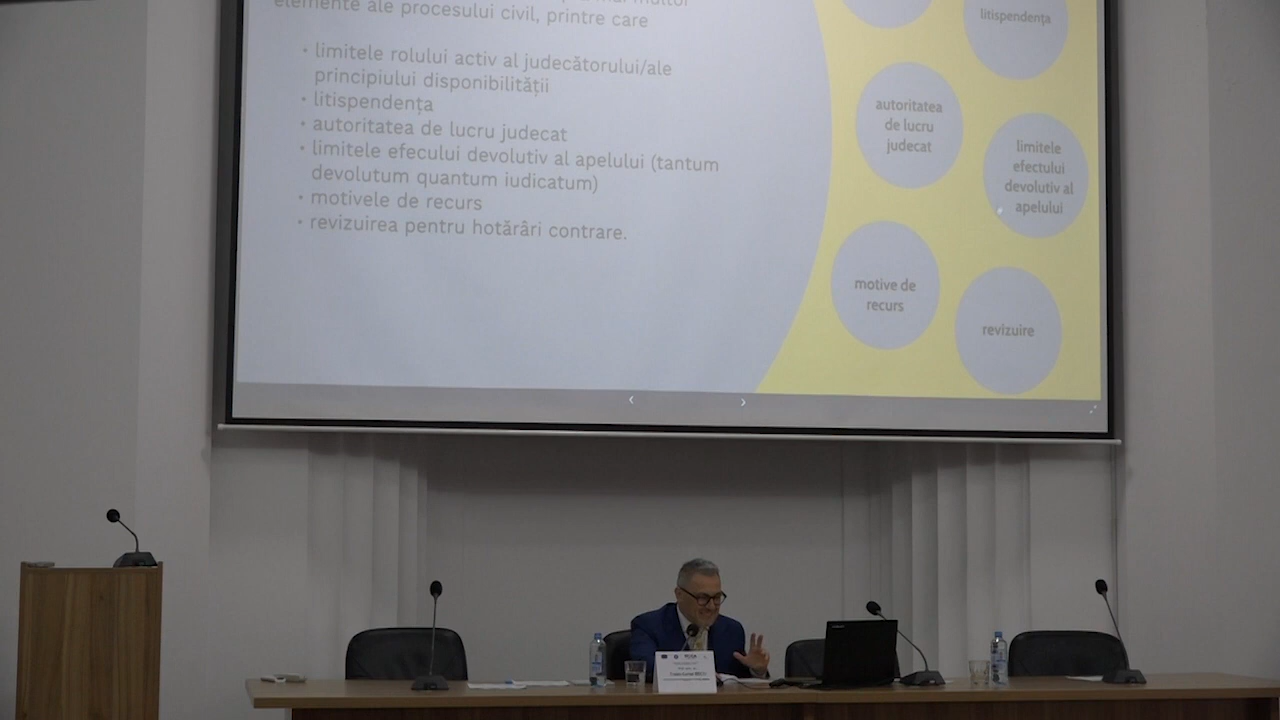 elemente ale procesului civil, printre care
• limitele rolului activ al judecătorului/ale
principiului disponibilității
• litispendența
• autoritatea de lucru judecat
• limitele efecului devolutiv al apelului (tantum
devolutum quantum iudicatum)
• motivele de recurs
• revizuirea pentru hotărâri contrare.
litispendența
autoritatea
de lucru
judecat
limitele
efectului
devolutiv al
apelului
motive de
recurs
revizuire